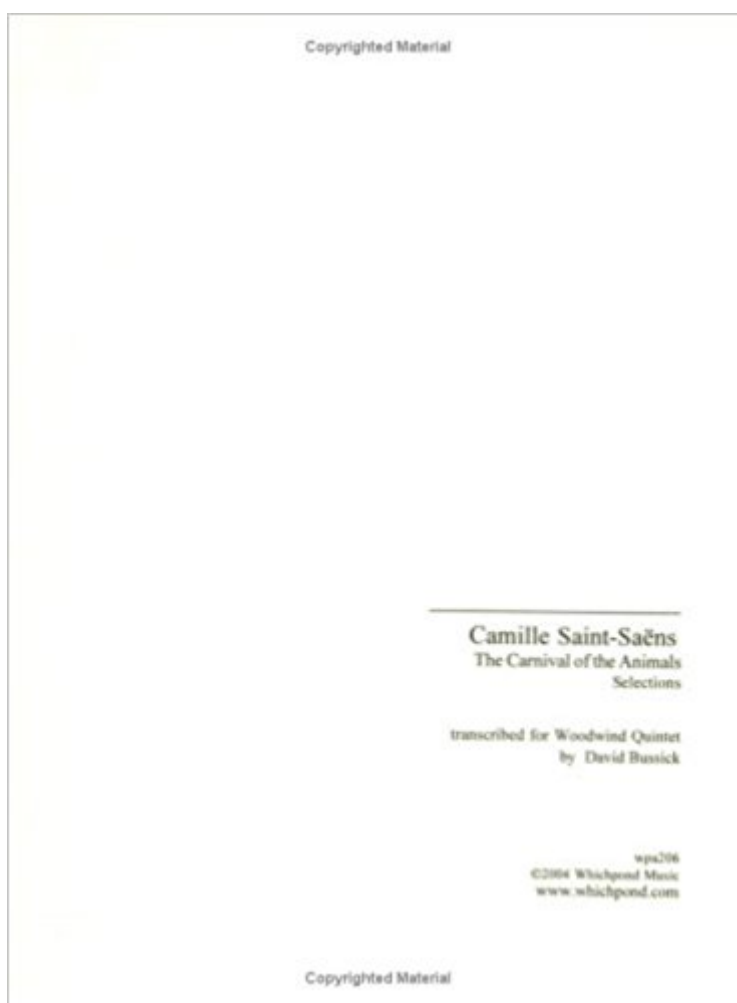 Copyrighted Material
Camille Saint-Saëns
The Carnival of the Animals
Selections
transcribed for Woodwind Quintet
by David Bussick
wpa206
©2004 Whichpond Music
www.whichpond.com
Copyrighted Material